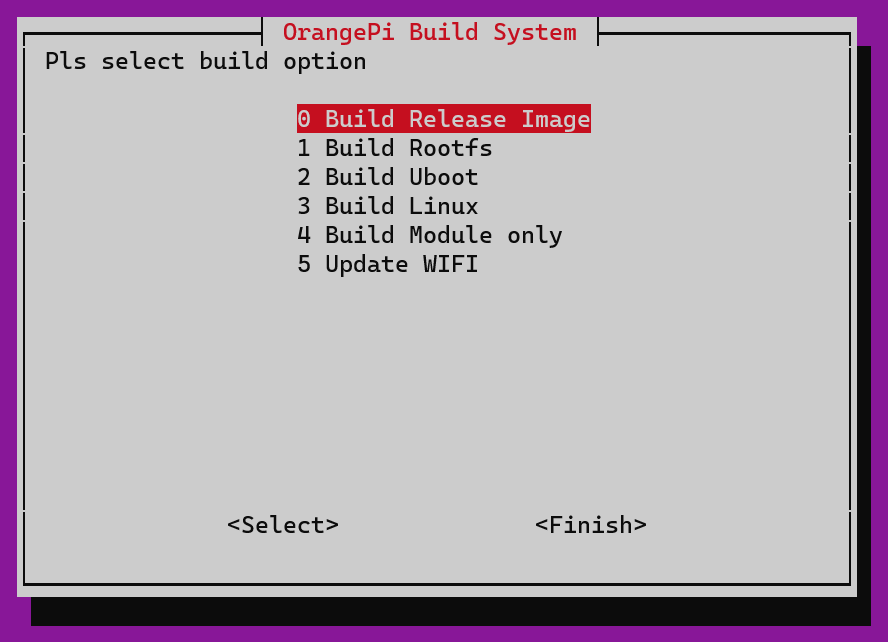 OrangePi Build System
Pls select build option
0 Build Release Image
1 Build Rootfs
2 Build Uboot
3 Build Linux
4 Build Module only
5 Update WIFI
<Select> <Finish>